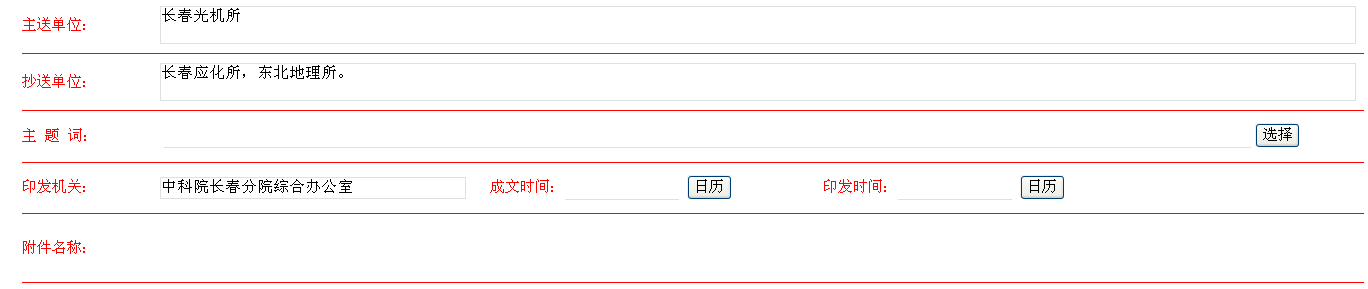 主送单位： 长春光机所
抄送单位： 长春应化所，东北地理所。
主 题 词： 选择
印发机关： 中科院长春分院综合办公室 成文时间： 日历 印发时间： 日历
附件名称：